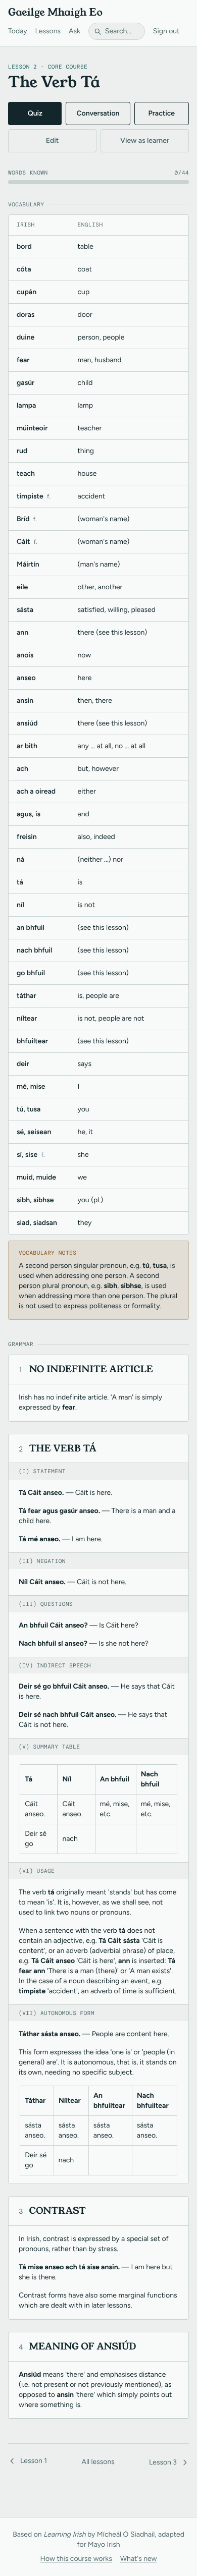 Gaeilge Mhaigh Eo
Today Lessons Ask Search... Sign out
LESSON 2 · CORE COURSE
The Verb Tá
Quiz Conversation Practice
Edit View as learner
WORDS KNOWN 0/44
VOCABULARY
IRISH ENGLISH
bord table
cóta coat
cupán cup
doras door
duine person, people
fear man, husband
gasúr child
lampa lamp
múinteoir teacher
rud thing
teach house
timpiste f. accident
Bríd f. (woman's name)
Cáit f. (woman's name)
Máirtín (man's name)
eile other, another
sásta satisfied, willing, pleased
ann there (see this lesson)
anois now
anseo here
ansin then, there
ansiúd there (see this lesson)
ar bith any ... at all, no ... at all
ach but, however
ach a oiread either
agus, is and
freisin also, indeed
ná (neither ...) nor
tá is
níl is not
an bhfuil (see this lesson)
nach bhfuil (see this lesson)
go bhfuil (see this lesson)
táthar is, people are
níltear is not, people are not
bhfuiltear (see this lesson)
deir says
mé, mise I
tú, tusa you
sé, seisean he, it
sí, sise f. she
muid, muide we
sibh, sibhse you (pl.)
siad, siadsan they
VOCABULARY NOTES
A second person singular pronoun, e.g. tú, tusa, is
used when addressing one person. A second
person plural pronoun, e.g. sibh, sibhse, is used
when addressing more than one person. The plural
is not used to express politeness or formality.
GRAMMAR
1 NO INDEFINITE ARTICLE
Irish has no indefinite article. 'A man' is simply
expressed by fear.
2 THE VERB TÁ
(I) STATEMENT
Tá Cáit anseo. — Cáit is here.
Tá fear agus gasúr anseo. — There is a man and a
child here.
Tá mé anseo. — I am here.
(II) NEGATION
Níl Cáit anseo. — Cáit is not here.
(III) QUESTIONS
An bhfuil Cáit anseo? — Is Cáit here?
Nach bhfuil sí anseo? — Is she not here?
(IV) INDIRECT SPEECH
Deir sé go bhfuil Cáit anseo. — He says that Cáit
is here.
Deir sé nach bhfuil Cáit anseo. — He says that
Cáit is not here.
(V) SUMMARY TABLE
Tá Níl An bhfuil Nach
bhfuil
Cáit Cáit mé, mise, mé, mise,
anseo. anseo. etc. etc.
Deir sé nach
go
(VI) USAGE
The verb tá originally meant 'stands' but has come
to mean 'is'. It is, however, as we shall see, not
used to link two nouns or pronouns.
When a sentence with the verb tá does not
contain an adjective, e.g. Tá Cáit sásta 'Cáit is
content', or an adverb (adverbial phrase) of place,
e.g. Tá Cáit anseo 'Cáit is here', ann is inserted: Tá
fear ann 'There is a man (there)' or 'A man exists'.
In the case of a noun describing an event, e.g.
timpiste 'accident', an adverb of time is sufficient.
(VII) AUTONOMOUS FORM
Táthar sásta anseo. — People are content here.
This form expresses the idea 'one is' or 'people (in
general) are'. It is autonomous, that is, it stands on
its own, needing no specific subject.
Táthar Níltear An Nach
bhfuiltear bhfuiltear
sásta sásta sásta sásta
anseo. anseo. anseo. anseo.
Deir sé nach
go
3 CONTRAST
In Irish, contrast is expressed by a special set of
pronouns, rather than by stress.
Tá mise anseo ach tá sise ansin. — I am here but
she is there.
Contrast forms have also some marginal functions
which are dealt with in later lessons.
4 MEANING OF ANSIÚD
Ansiúd means 'there' and emphasises distance
(i.e. not present or not previously mentioned), as
opposed to ansin 'there' which simply points out
where something is.
Lesson 1 All lessons Lesson 3
Based on Learning Irish by Mícheál Ó Siadhail, adapted
for Mayo Irish
How this course works What's new